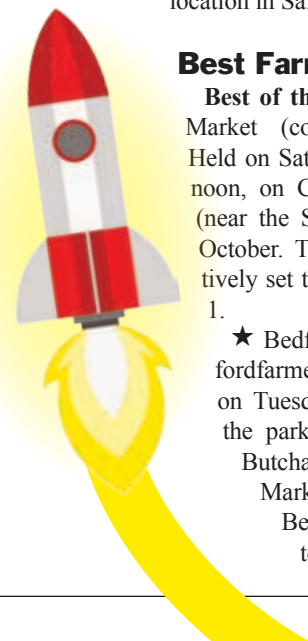 location in Sa
Best Far
Best of th
Market (co
Held on Sat
noon, on C
(near the S
October. T
tively set t
1.
★ Bedf
fordfarme
on Tuesd
the park
Butcha
Mark
Be
t